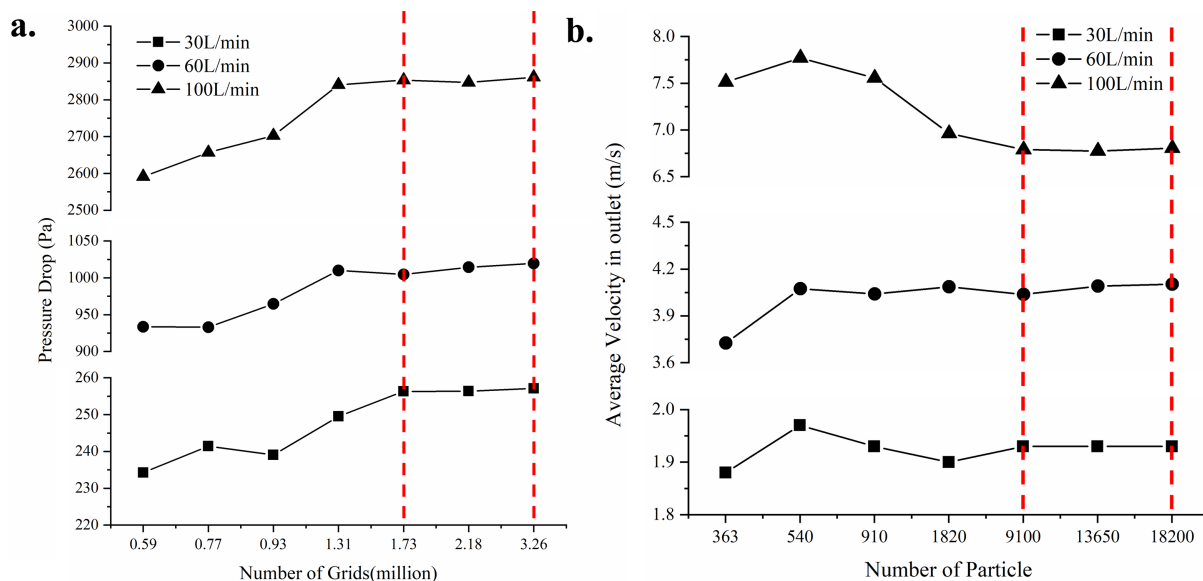 a.
30L/min
60L/min
100L/min
3000
2900
2800
2700
2600
2500
1050
1000
950
900
260
250
240
230
220
Pressure Drop (Pa)
0.59 0.77 0.93 1.31 1.73 2.18 3.26
Number of Grids(million)
b.
30L/min
60L/min
100L/min
8.0
7.5
7.0
6.5
4.5
4.2
3.9
3.6
2.0
1.9
1.8
Average Velocity in outlet (m/s)
363 540 910 1820 9100 13650 18200
Number of Particle